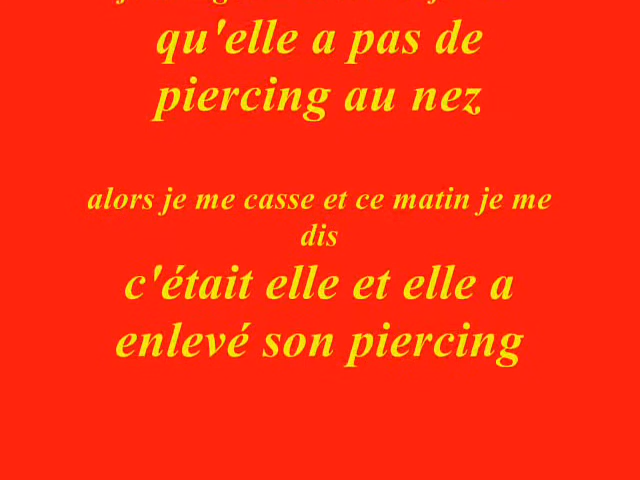 qu'elle a pas de
piercing au nez
alors je me casse et ce matin je me
dis
c'était elle et elle a
enlevé son piercing